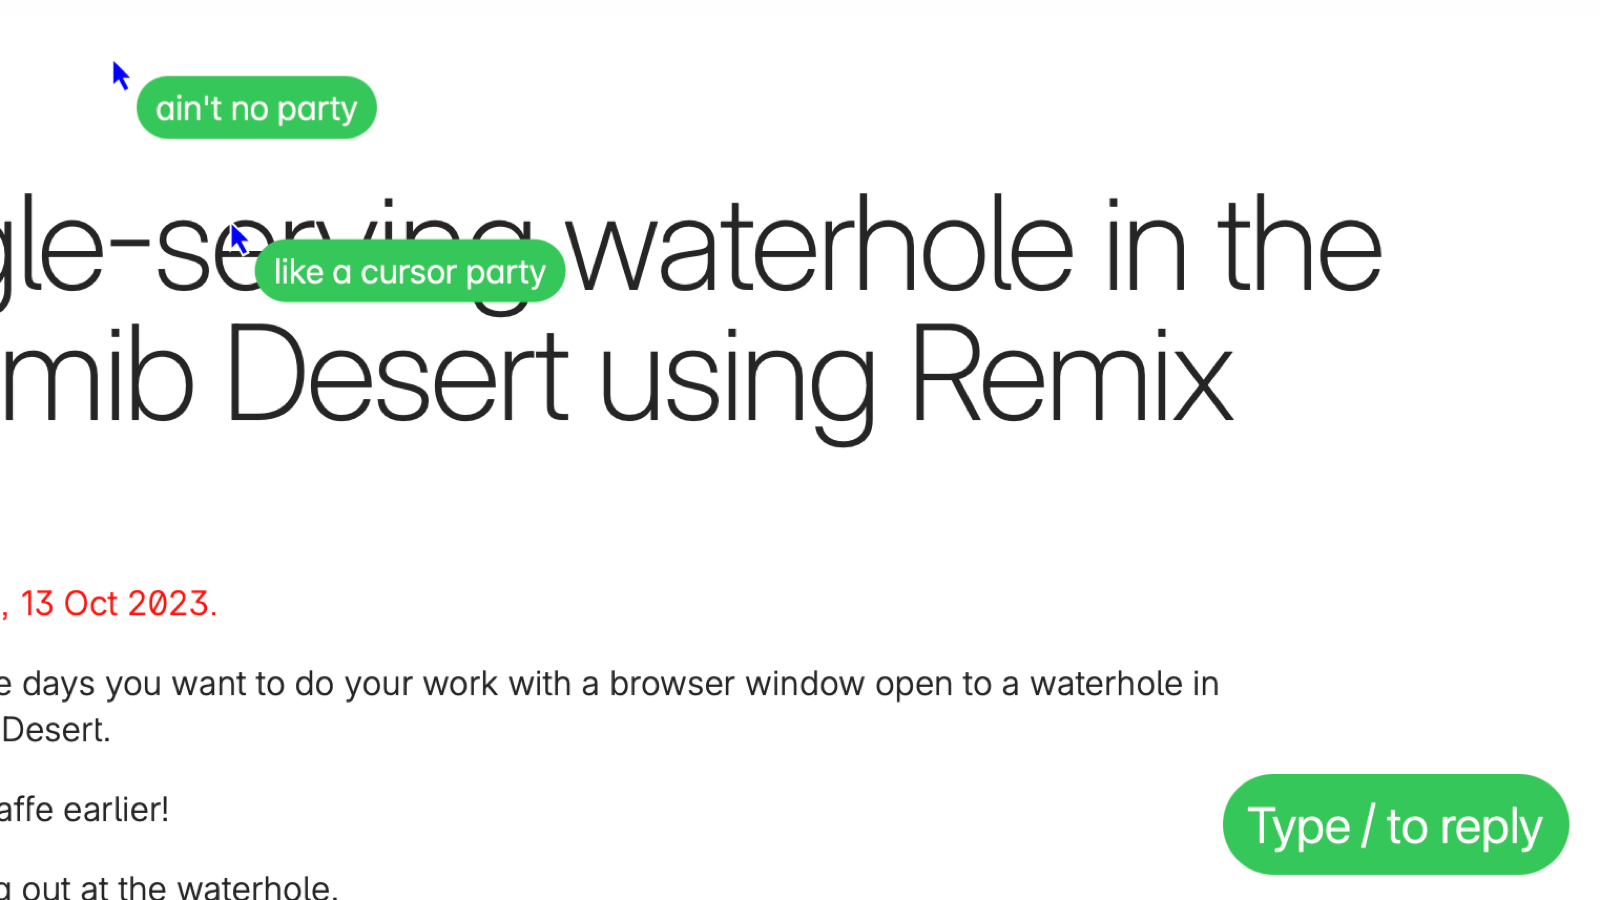 ain't no party
gle-serving waterhole in the
like a cursor party
mib Desert using Remix
, 13 Oct 2023.
e days you want to do your work with a browser window open to a waterhole in
Desert.
affe earlier!
g out at the waterhole.
Type / to reply